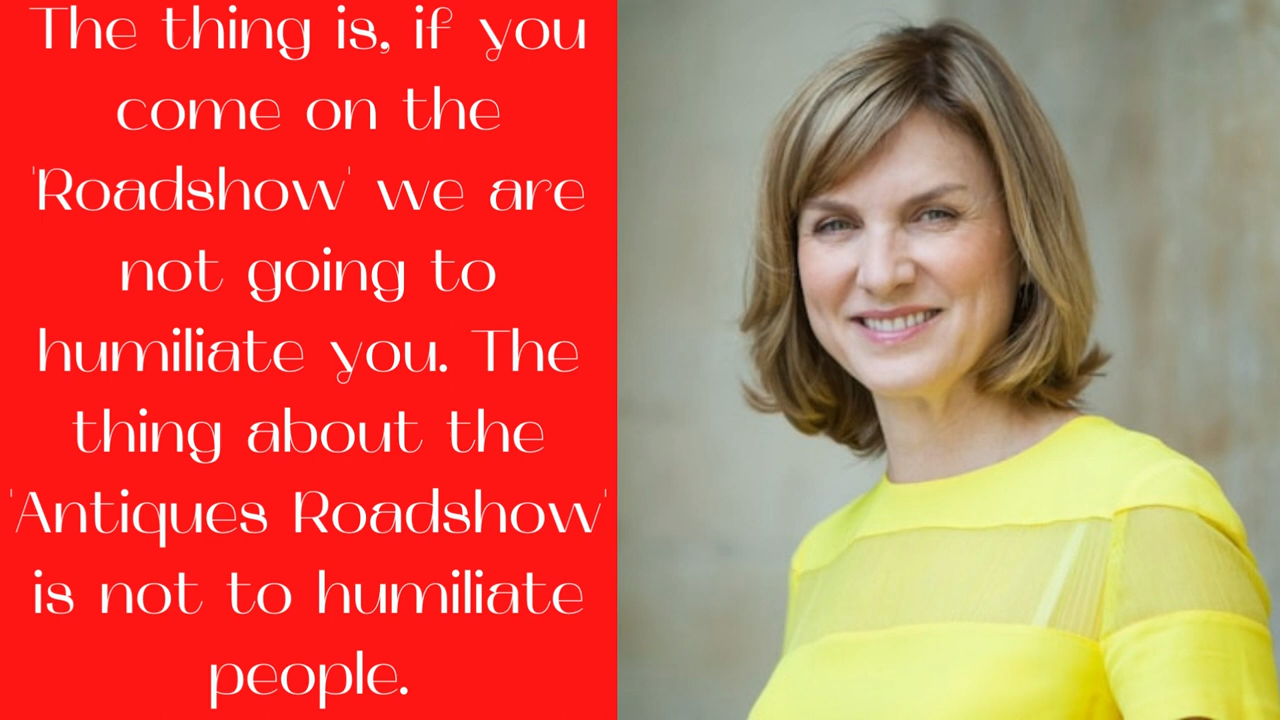 The thing is, if you
come on the
'Roadshow' we are
not going to
humiliate you. The
thing about the
'Antiques Roadshow'
is not to humiliate
people.